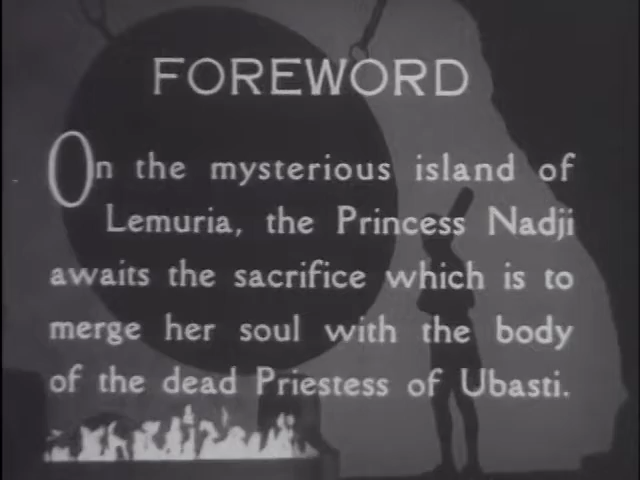 FOREWORD
On the mysterious island of
Lemuria, the Princess Nadji
awaits the sacrifice which is to
merge her soul with the body
of the dead Priestess of Ubasti.